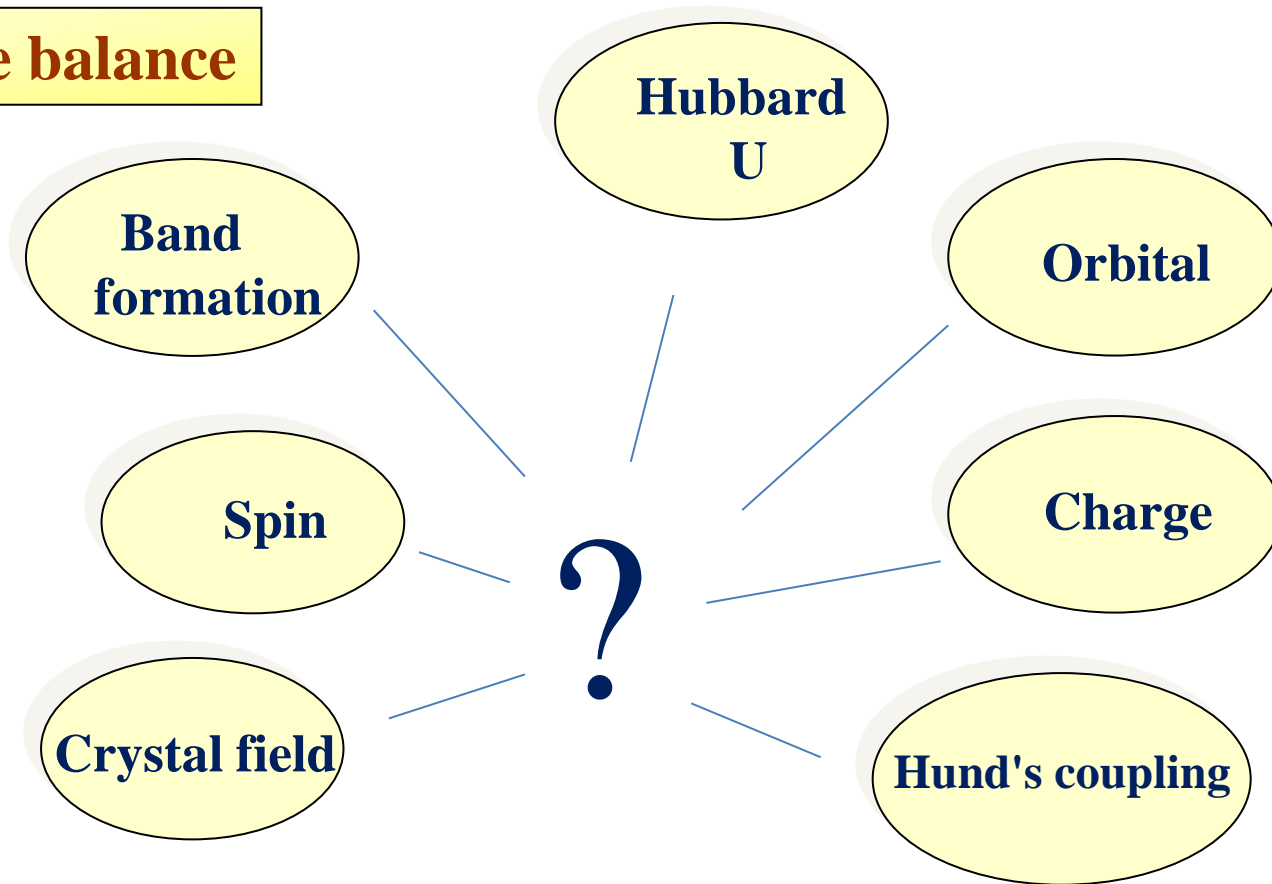 e balance
Hubbard
U
Band
formation
Orbital
Spin
Charge
?
Crystal field
Hund's coupling